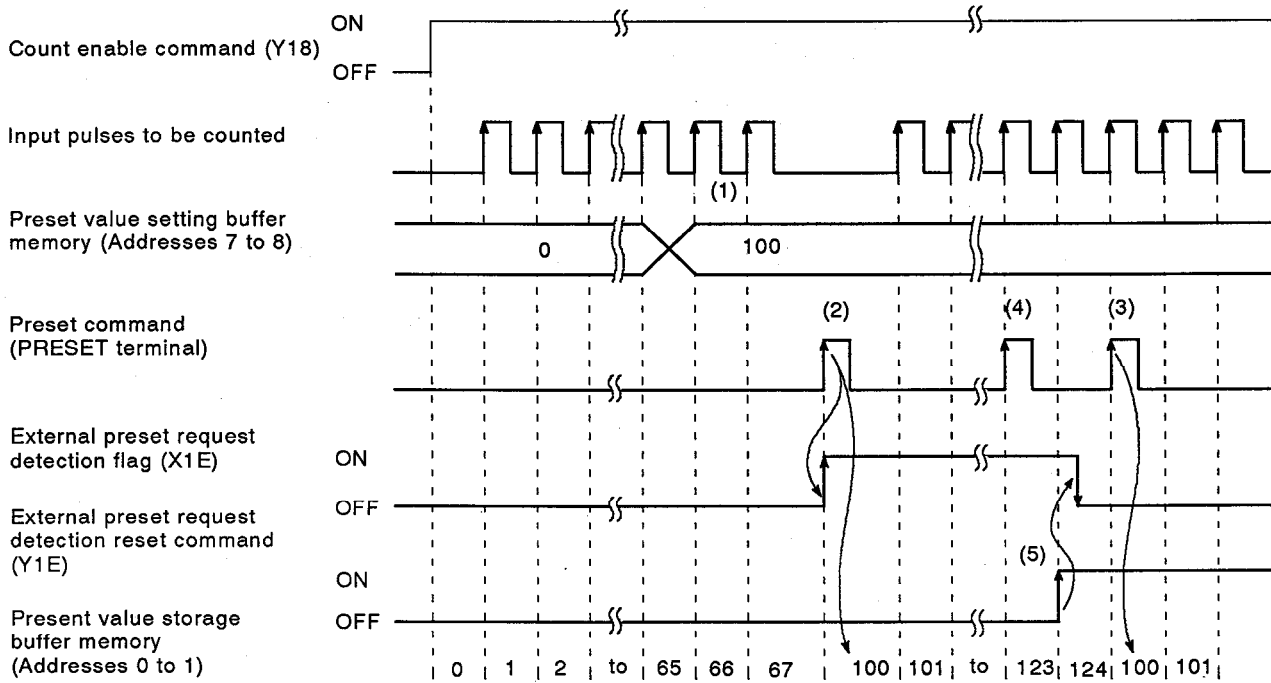 ON
Count enable command (Y18)
OFF
Input pulses to be counted
(1)
Preset value setting buffer
memory (Addresses 7 to 8)
0
100
Preset command
(PRESET terminal)
(2)
(4)
(3)
External preset request
detection flag (X1E)
ON
OFF
External preset request
detection reset command
(Y1E)
(5)
ON
OFF
Present value storage
buffer memory
(Addresses 0 to 1)
0 1 2 to 65 66 67 100 101 to 123 124 100 101